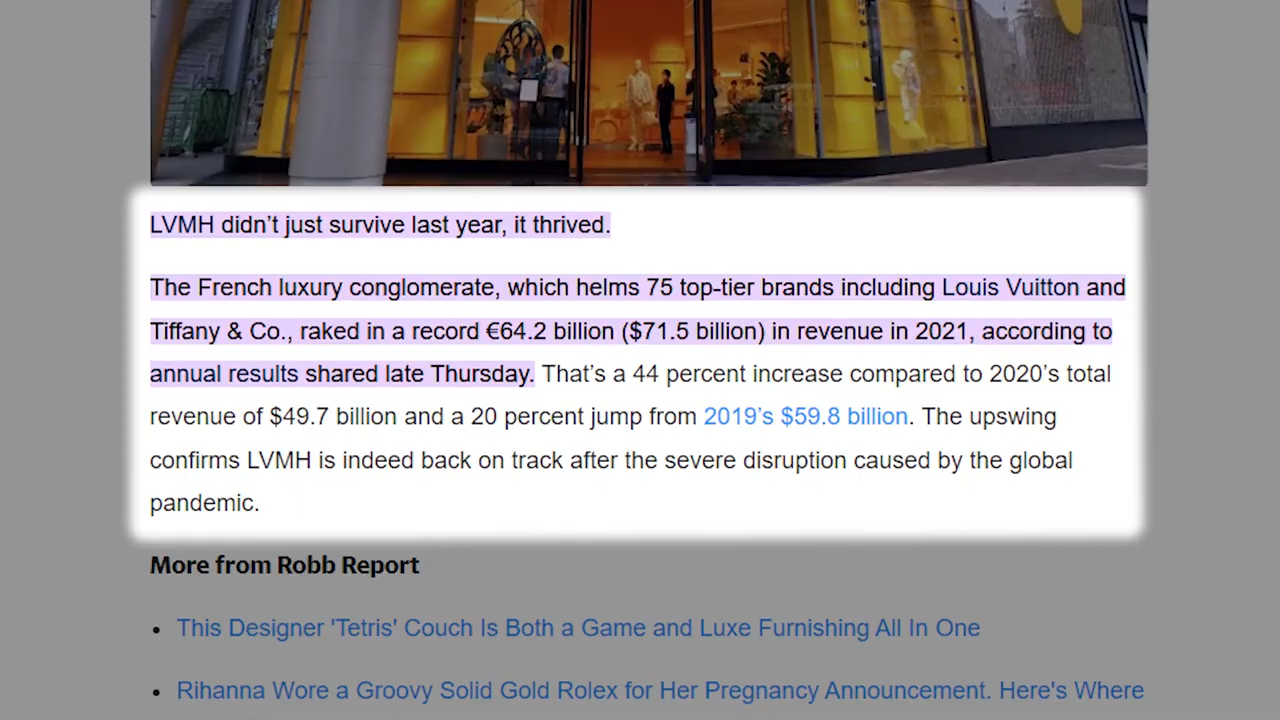 LVMH didn’t just survive last year, it thrived.
The French luxury conglomerate, which helms 75 top-tier brands including Louis Vuitton and
Tiffany & Co., raked in a record €64.2 billion ($71.5 billion) in revenue in 2021, according to
annual results shared late Thursday. That’s a 44 percent increase compared to 2020’s total
revenue of $49.7 billion and a 20 percent jump from 2019’s $59.8 billion. The upswing
confirms LVMH is indeed back on track after the severe disruption caused by the global
pandemic.
More from Robb Report
• This Designer 'Tetris' Couch Is Both a Game and Luxe Furnishing All In One
• Rihanna Wore a Groovy Solid Gold Rolex for Her Pregnancy Announcement. Here's Where